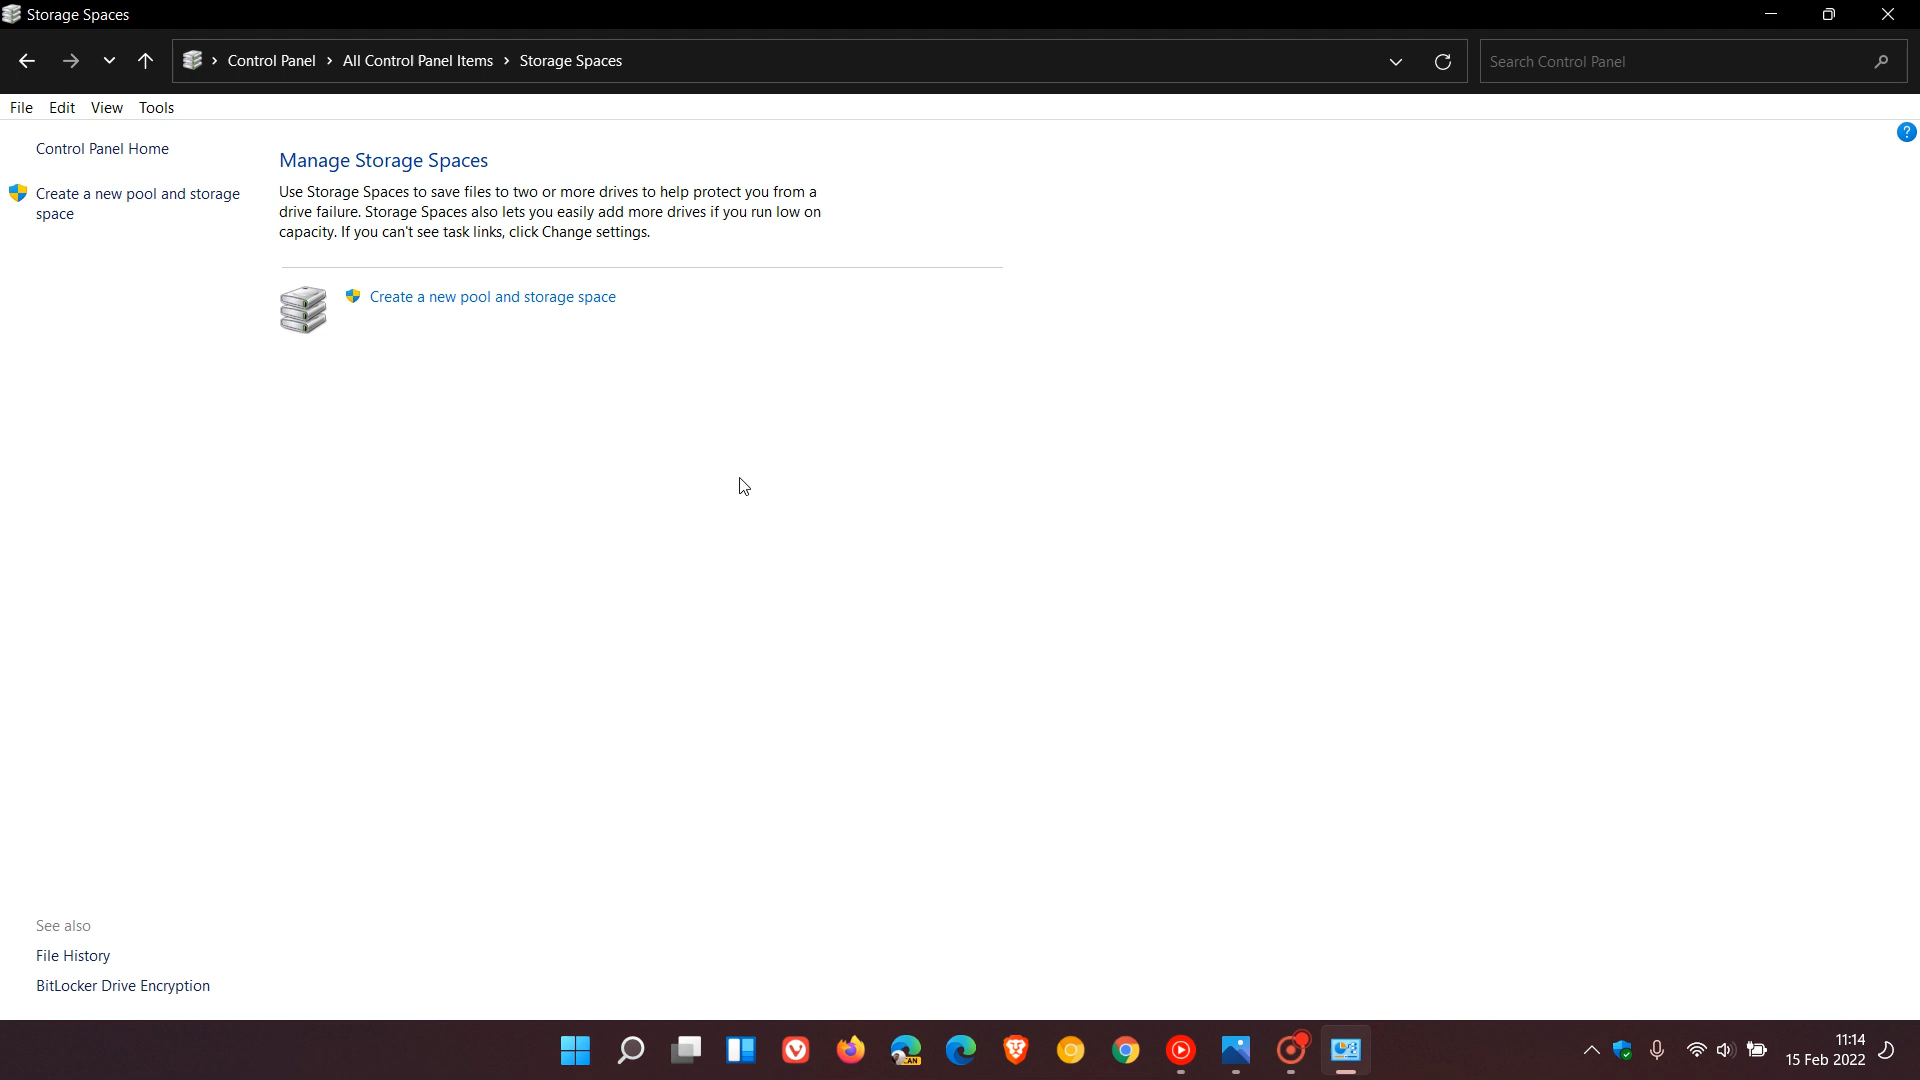 Storage Spaces
Control Panel > All Control Panel Items > Storage Spaces
Search Control Panel
File Edit View Tools
Control Panel Home
Create a new pool and storage
space
Manage Storage Spaces
Use Storage Spaces to save files to two or more drives to help protect you from a
drive failure. Storage Spaces also lets you easily add more drives if you run low on
capacity. If you can't see task links, click Change settings.
Create a new pool and storage space
See also
File History
BitLocker Drive Encryption
CAN
11:14
15 Feb 2022